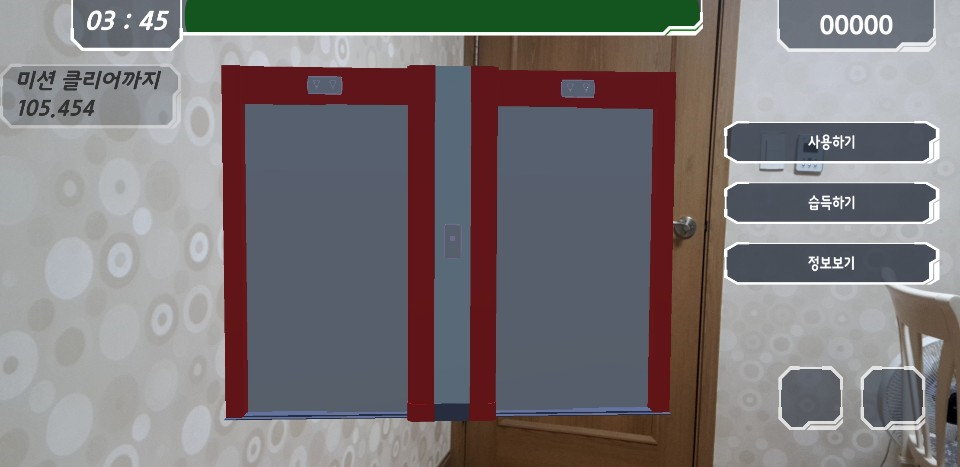 03 : 45
00000
미션 클리어까지
105.454
사용하기
습득하기
정보보기